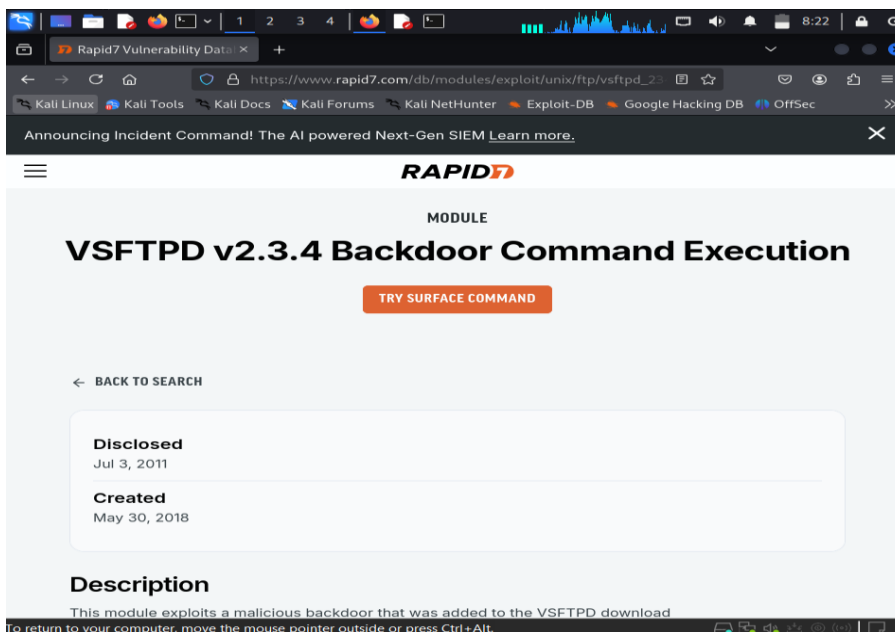 1 2 3 4 8:22
Rapid7 Vulnerability Data
https://www.rapid7.com/db/modules/exploit/unix/ftp/vsftpd_23
Kali Linux Kali Tools Kali Docs Kali Forums Kali NetHunter Exploit-DB Google Hacking DB OffSec
Announcing Incident Command! The AI powered Next-Gen SIEM Learn more.
RAPID7
MODULE
VSFTPD v2.3.4 Backdoor Command Execution
TRY SURFACE COMMAND
BACK TO SEARCH
Disclosed
Jul 3, 2011
Created
May 30, 2018
Description
This module exploits a malicious backdoor that was added to the VSFTPD download
To return to your computer, move the mouse pointer outside or press Ctrl+Alt.